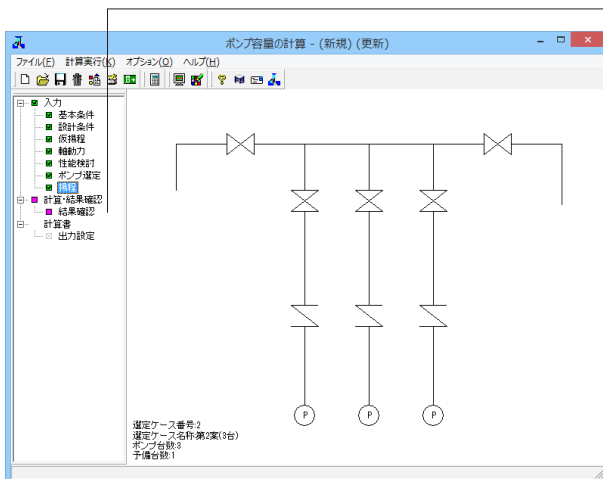 ポンプ容量の計算 - (新規) (更新)
ファイル(F) 計算実行(K) オプション(O) ヘルプ(H)
入力
基本条件
設計条件
仮揚程
軸動力
性能検討
ポンプ選定
揚程
計算・結果確認
結果確認
計算書
出力設定
P P P
選定ケース番号:2
選定ケース名称:第2案(3台)
ポンプ台数:3
予備台数:1